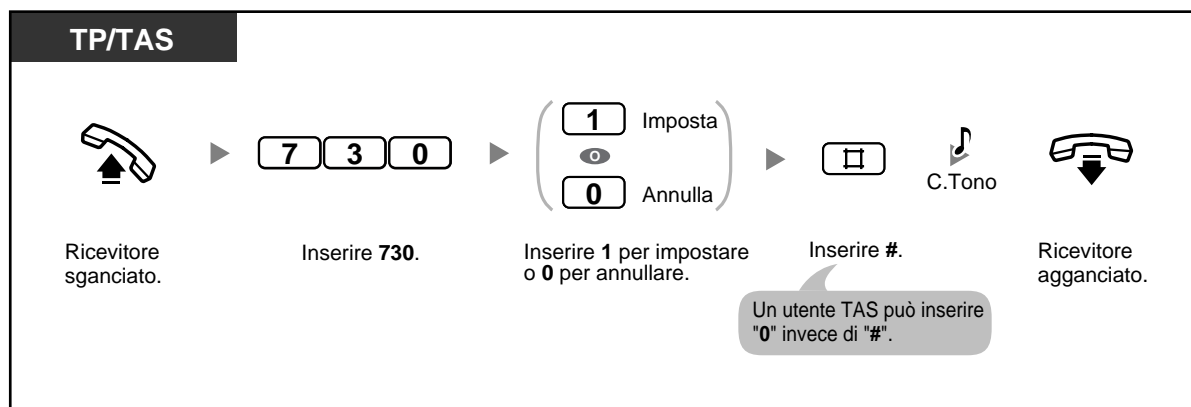 TP/TAS
7 3 0
1 Imposta
o
0 Annulla
#
C.Tono
Ricevitore
sganciato.
Inserire 730.
Inserire 1 per impostare
o 0 per annullare.
Inserire #.
Ricevitore
agganciato.
Un utente TAS può inserire
"0" invece di "#".